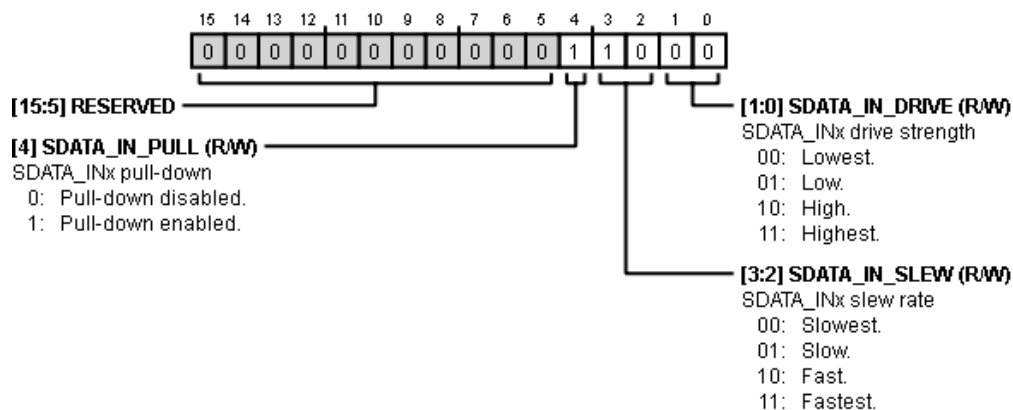 15 14 13 12 11 10 9 8 7 6 5 4 3 2 1 0
0 0 0 0 0 0 0 0 0 0 0 1 1 0 0 0
[15:5] RESERVED
[4] SDATA_IN_PULL (R/W)
SDATA_INx pull-down
0: Pull-down disabled.
1: Pull-down enabled.
[1:0] SDATA_IN_DRIVE (R/W)
SDATA_INx drive strength
00: Lowest.
01: Low.
10: High.
11: Highest.
[3:2] SDATA_IN_SLEW (R/W)
SDATA_INx slew rate
00: Slowest.
01: Slow.
10: Fast.
11: Fastest.